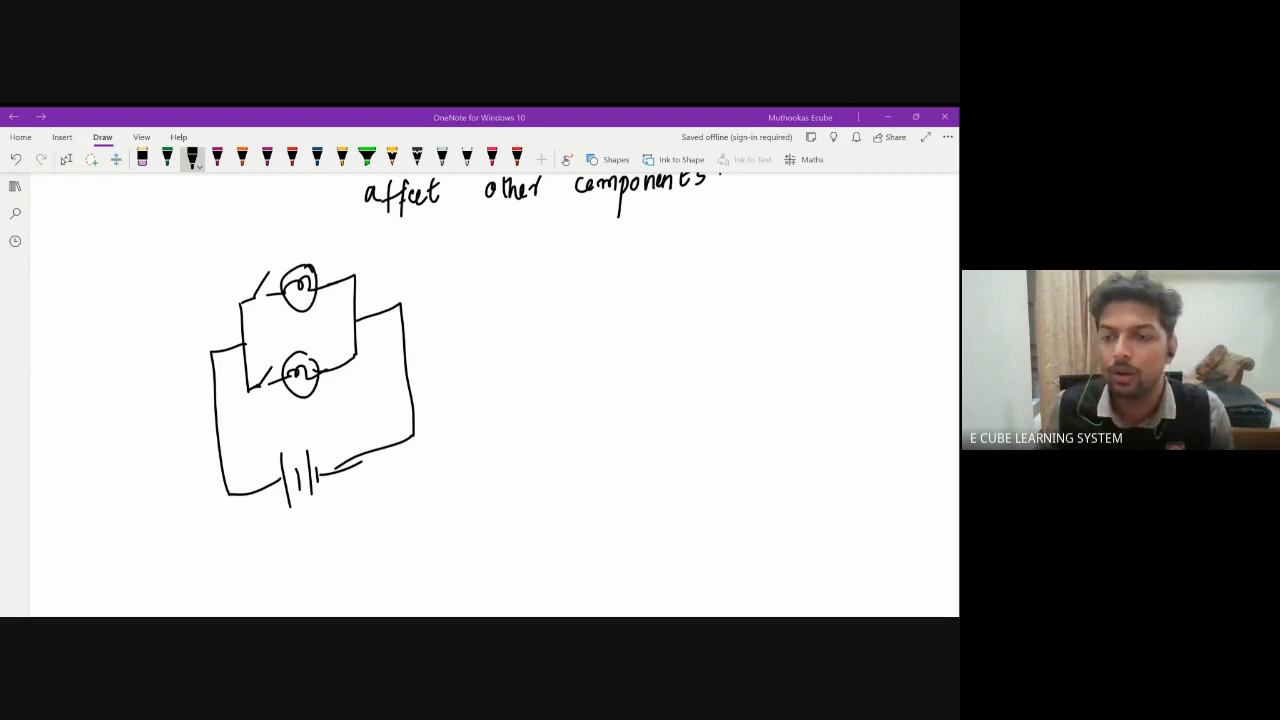 OneNote for Windows 10
Muthookas Ecube
Home Insert Draw View Help
Saved offline (sign-in required)
Share
Shapes
Ink to Shape
Ink to Text
Maths
affect other components.
E CUBE LEARNING SYSTEM